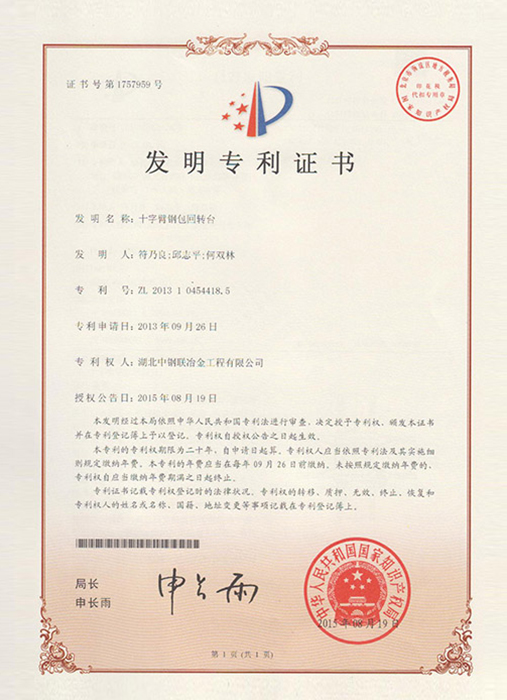 证书号第1757959号
印花税
代扣专用章
国家知识产权局
发明专利证书
发明名称:十字臂钢包回转台
发明人:符乃良;邱志平;何双林
专利号:ZL 2013 1 0454418.5
专利申请日:2013年09月26日
专利权人:湖北中钢联冶金工程有限公司
授权公告日:2015年08月19日
本发明经过本局依照中华人民共和国专利法进行审查,决定授予专利权,颁发本证书
并在专利登记簿上予以登记。专利权自授权公告之日起生效。
本专利的专利权期限为二十年,自申请日起算。专利权人应当依照专利法及其实施细
则规定缴纳年费。本专利的年费应当在每年09月26日前缴纳。未按照规定缴纳年费的,
专利权自应当缴纳年费期满之日起终止。
专利证书记载专利权登记时的法律状况。专利权的转移、质押、无效、终止、恢复和
专利权人的姓名或名称、国籍、地址变更等事项记载在专利登记簿上。
局长
申长雨
申长雨
中华人民共和国国家知识产权局
2015年08月19日
第1页(共1页)